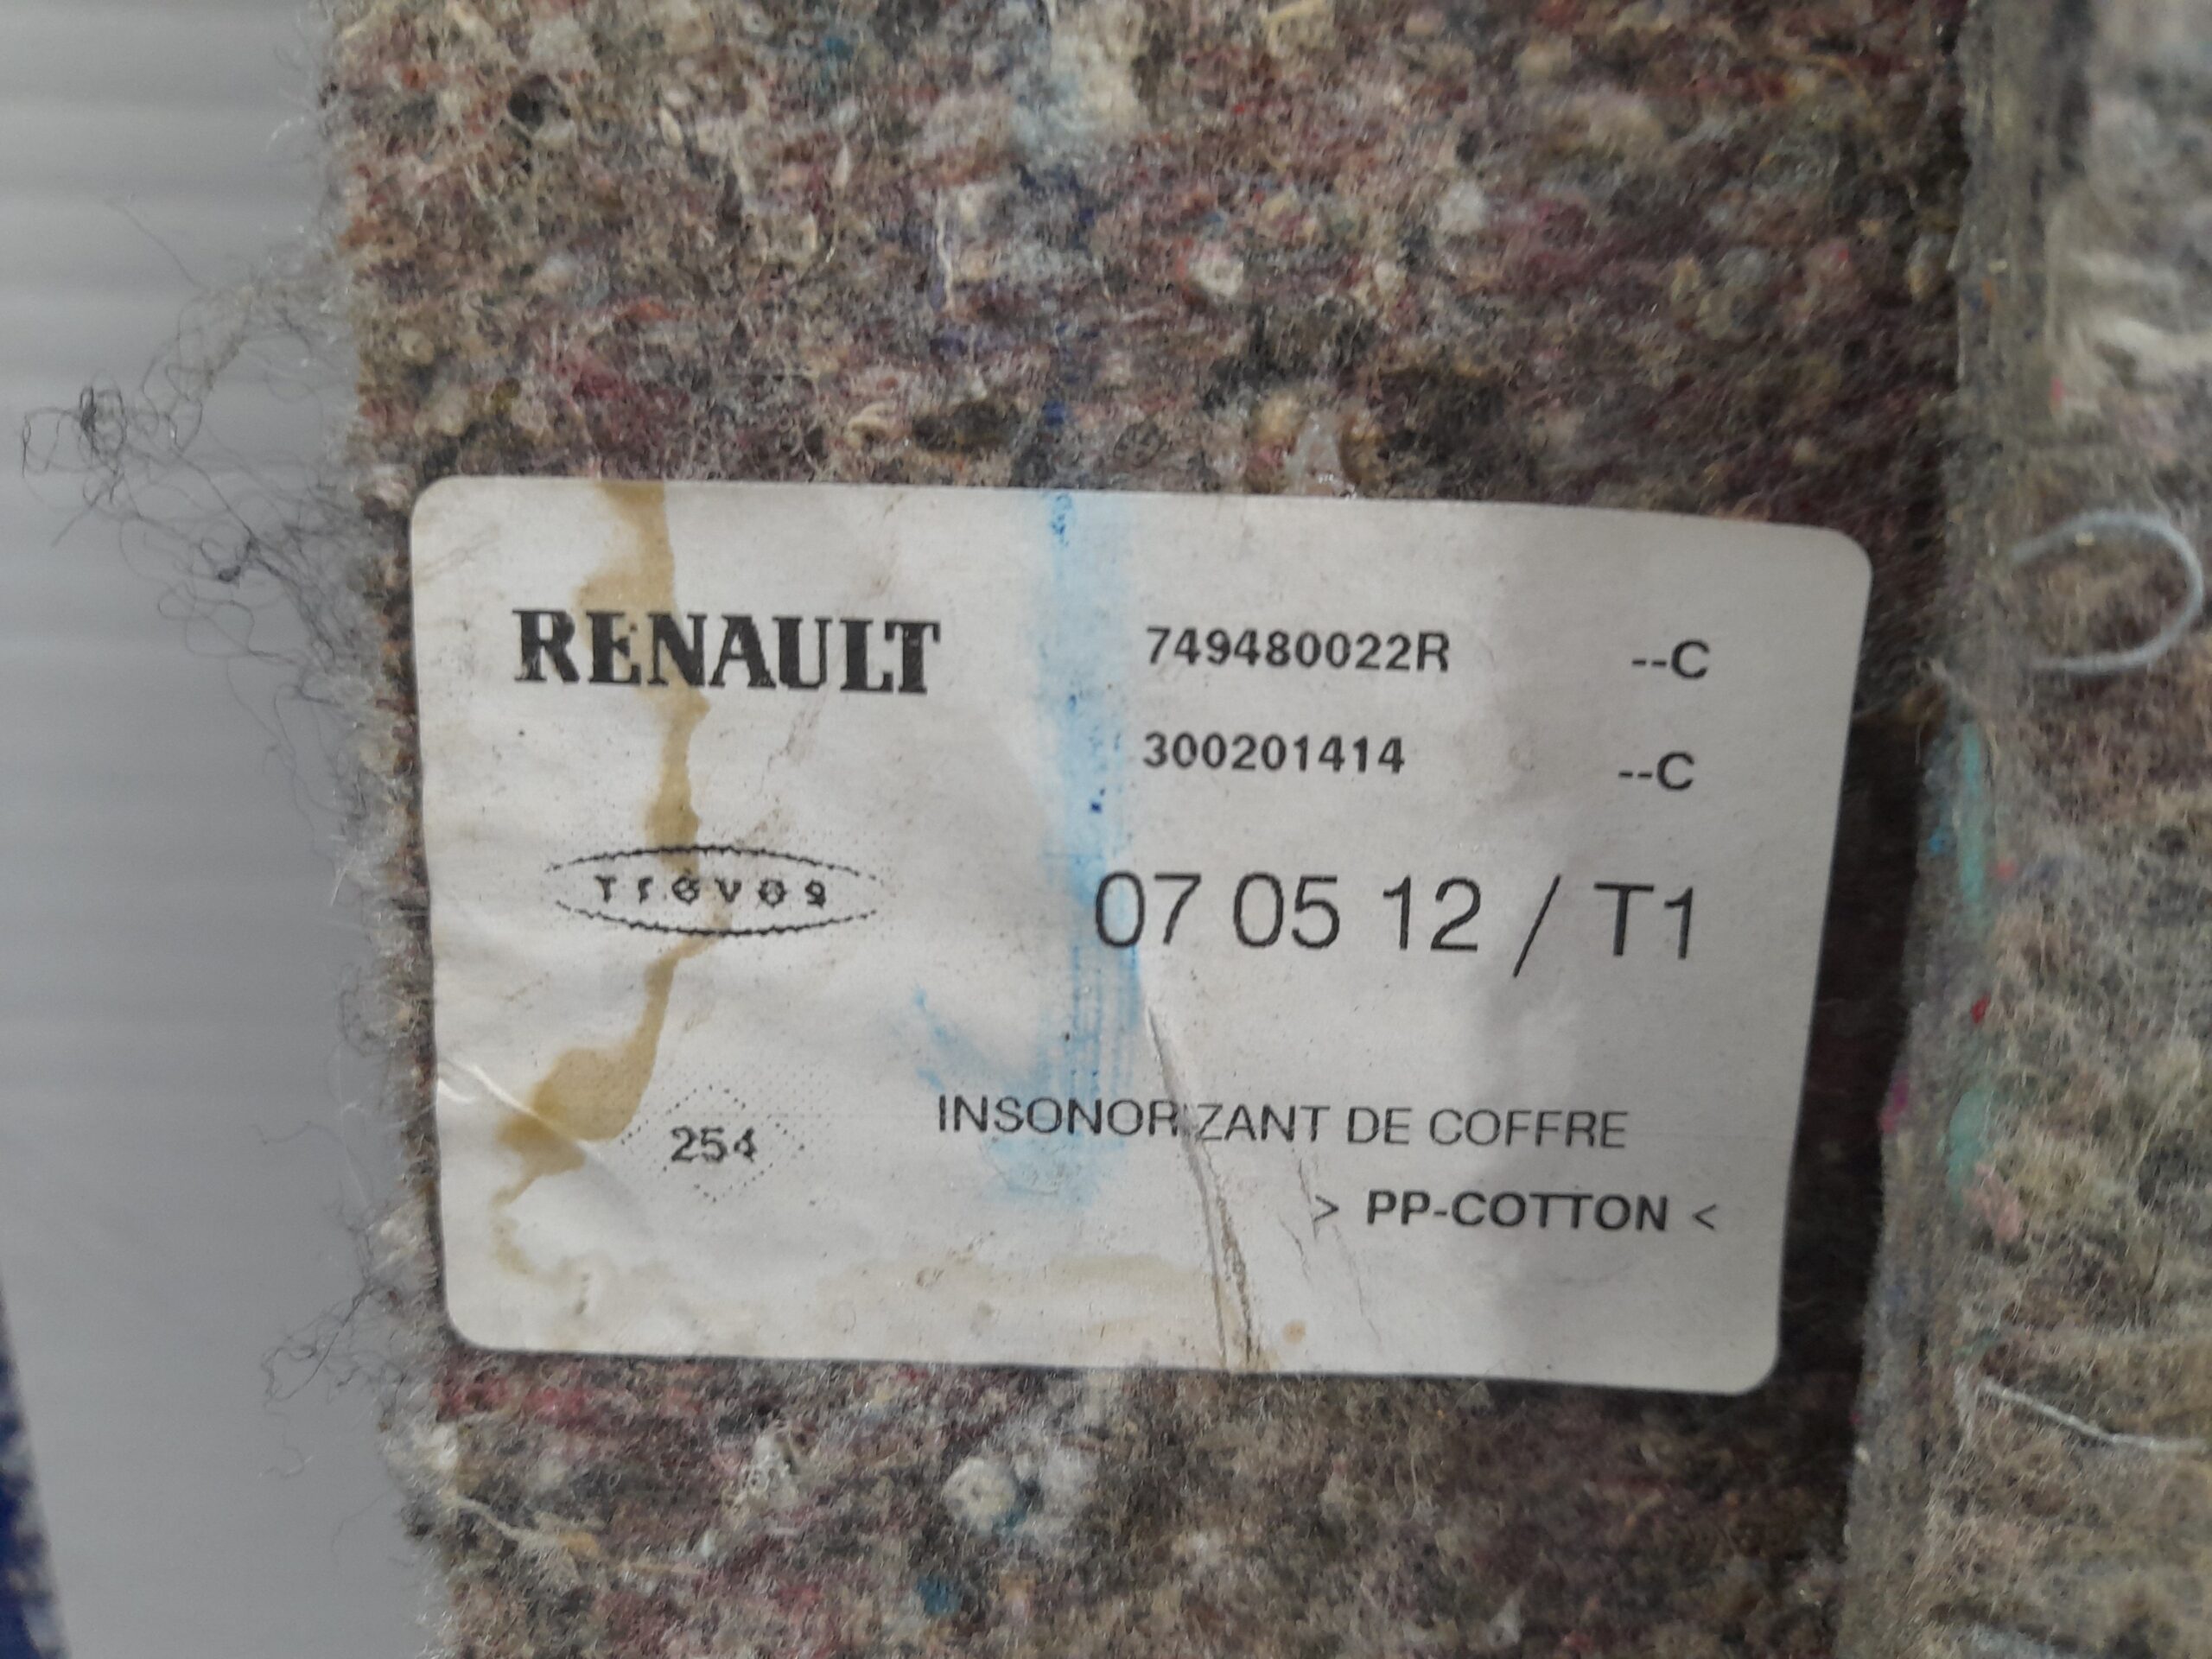 RENAULT 749480022R --C
300201414 --C
Treves
07 05 12 / T1
254
INSONORIZANT DE COFFRE
> PP-COTTON <